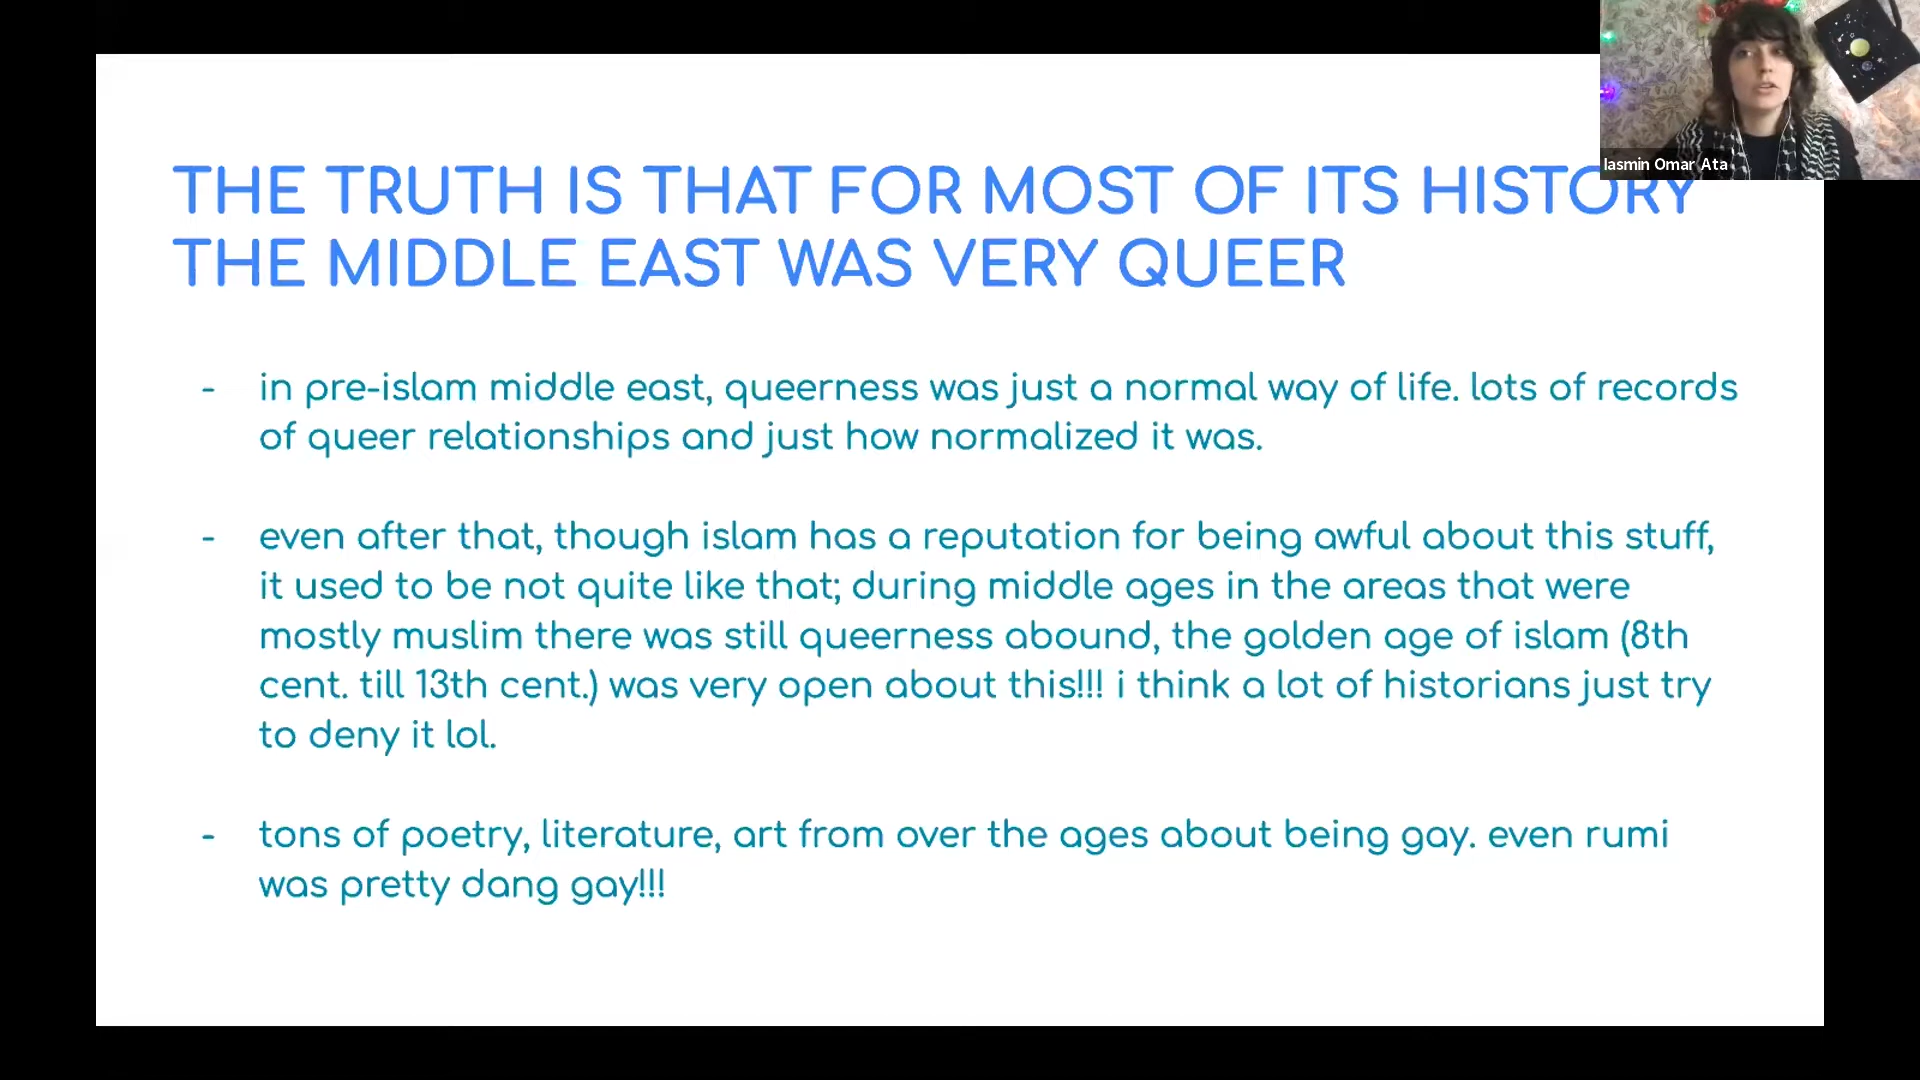 THE TRUTH IS THAT FOR MOST OF ITS HISTORY
THE MIDDLE EAST WAS VERY QUEER
- in pre-islam middle east, queerness was just a normal way of life. lots of records
of queer relationships and just how normalized it was.
- even after that, though islam has a reputation for being awful about this stuff,
it used to be not quite like that; during middle ages in the areas that were
mostly muslim there was still queerness abound, the golden age of islam (8th
cent. till 13th cent.) was very open about this!!! i think a lot of historians just try
to deny it lol.
- tons of poetry, literature, art from over the ages about being gay. even rumi
was pretty dang gay!!!
Iasmin Omar Ata